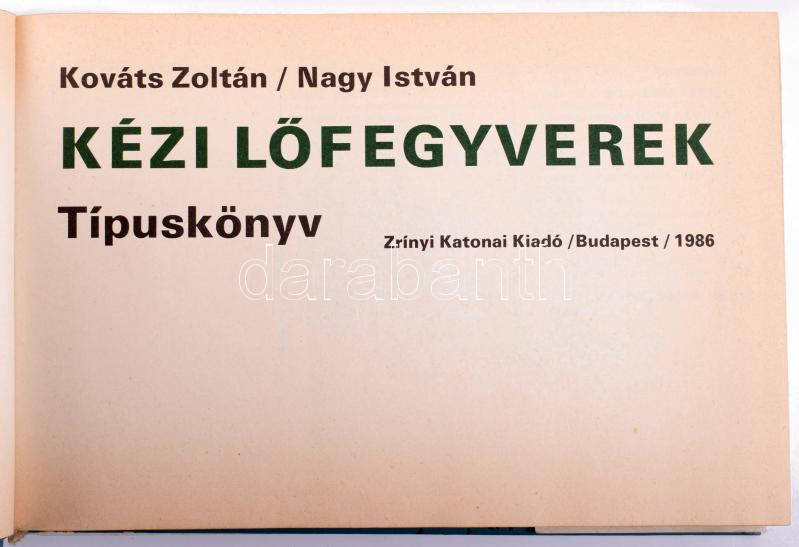 Kováts Zoltán / Nagy István
KÉZI LŐFEGYVEREK
Típuskönyv
Zrínyi Katonai Kiadó /Budapest / 1986
darabanth